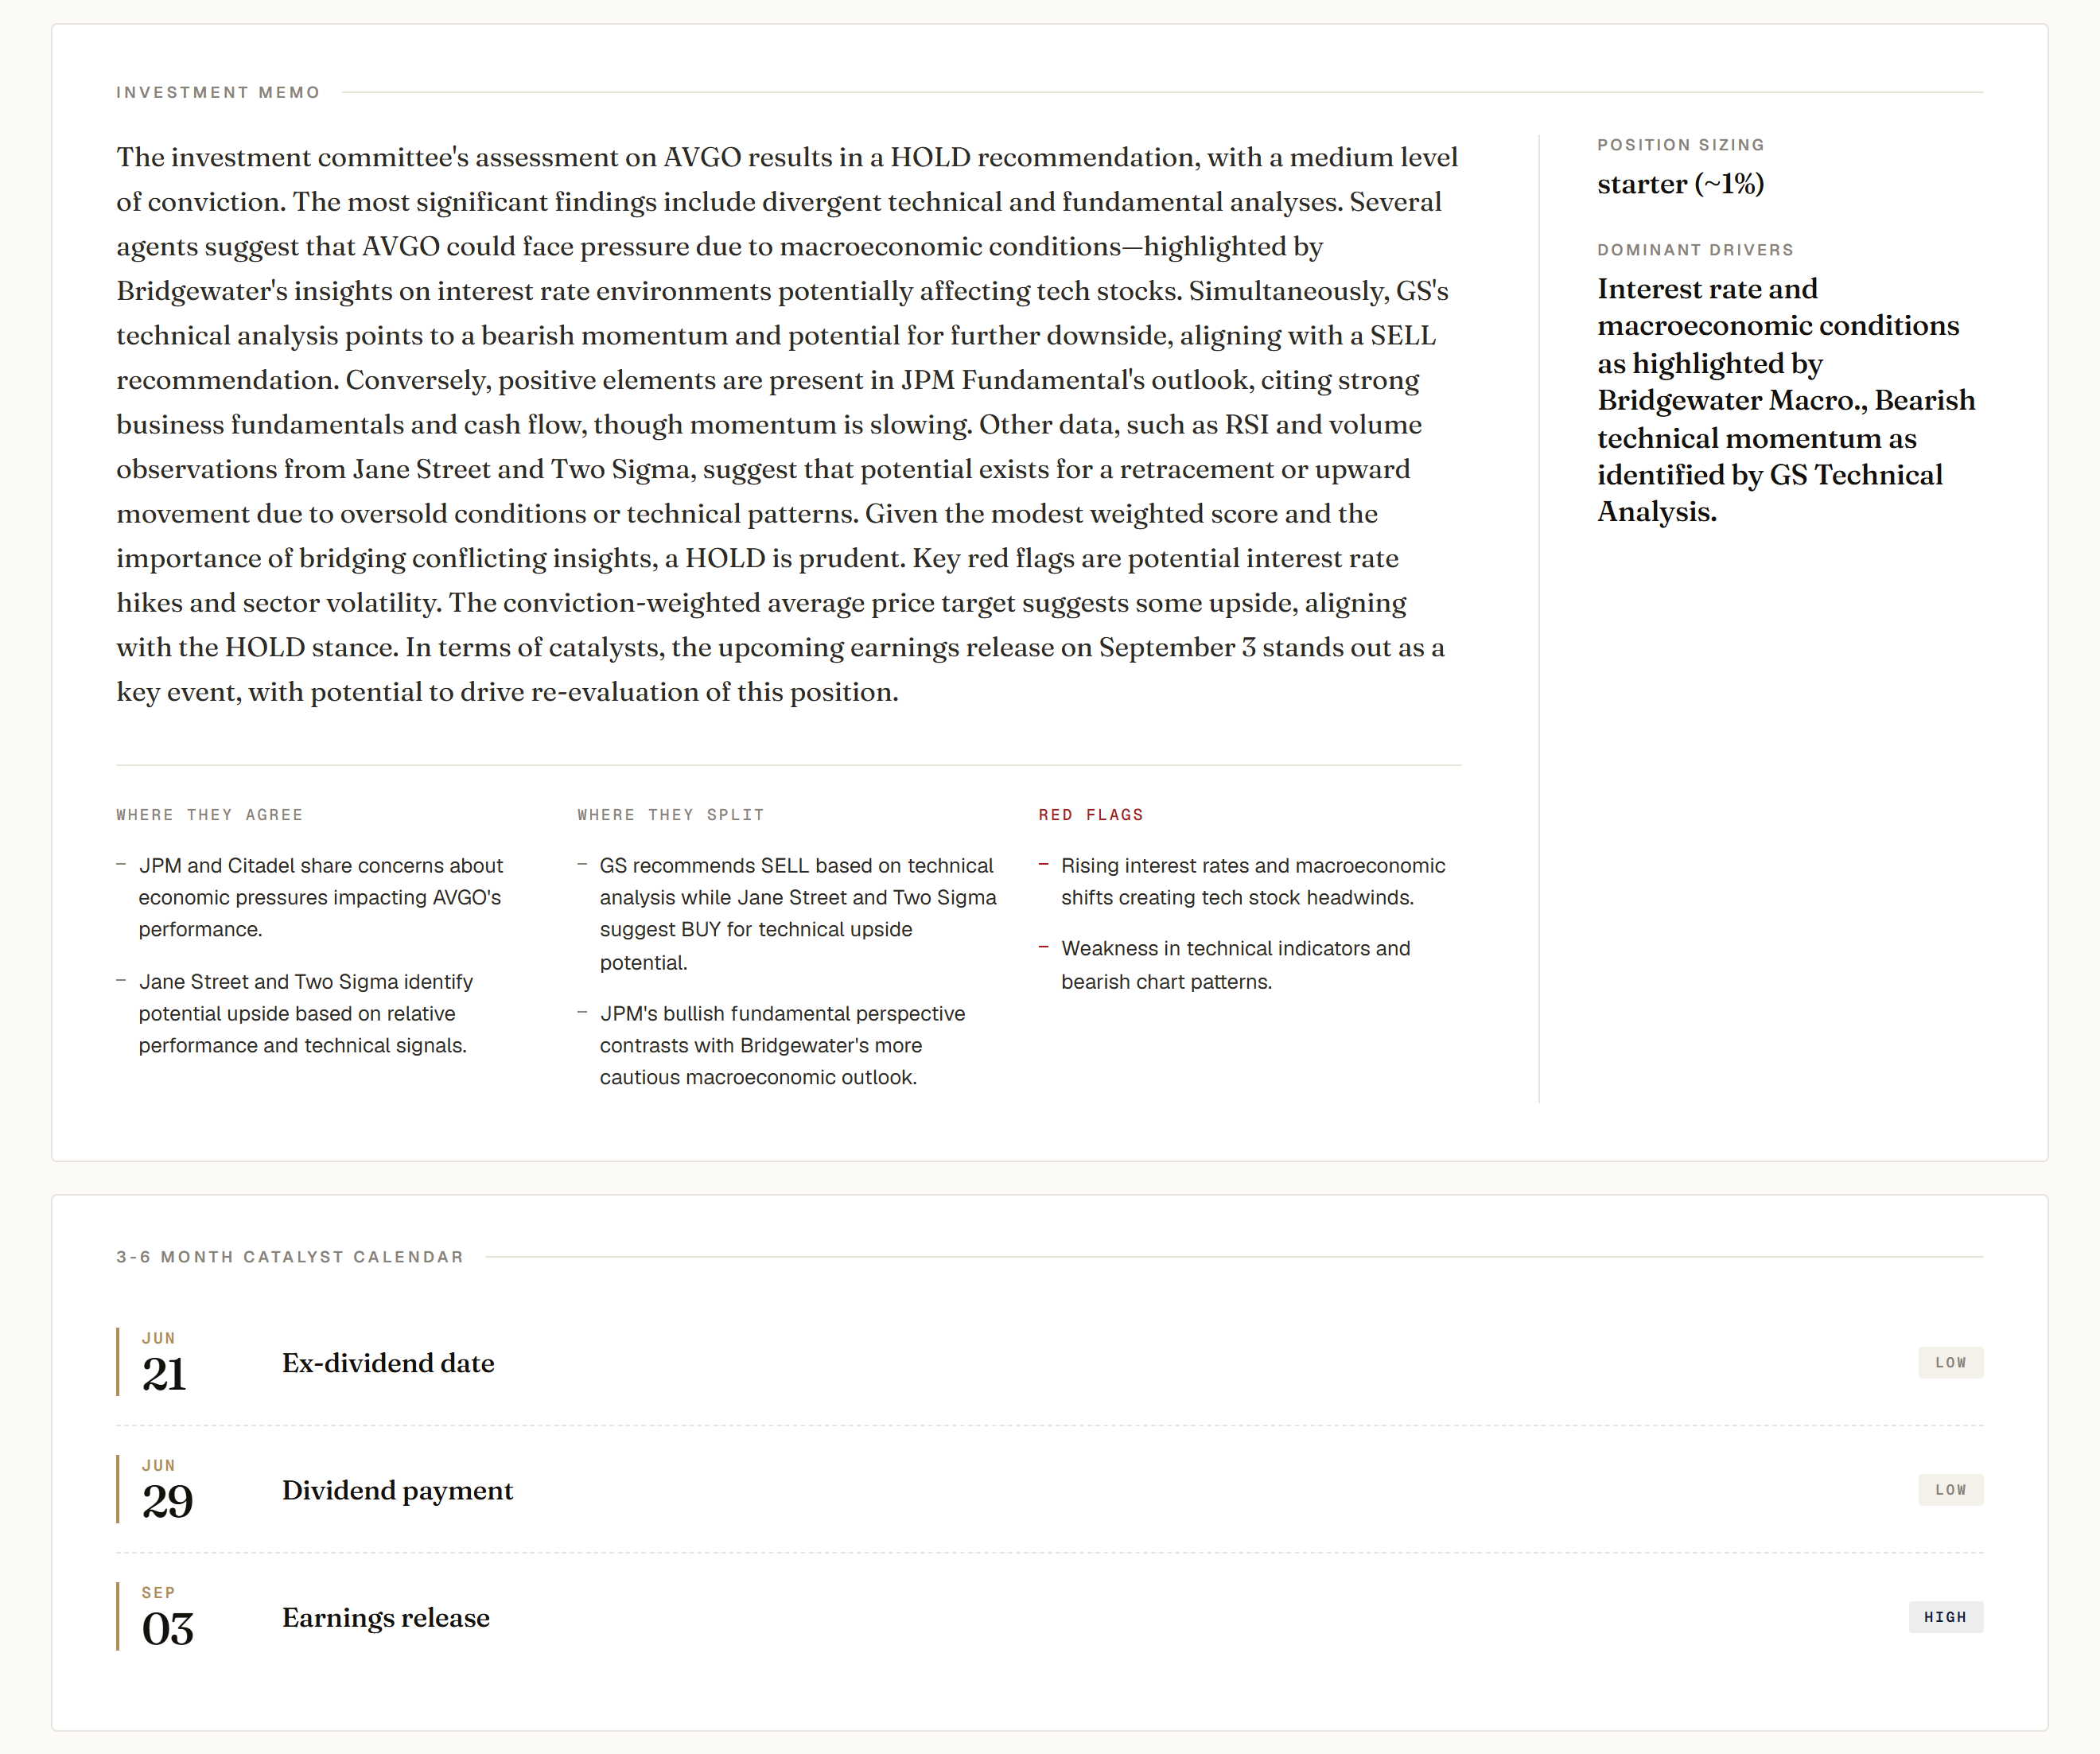 INVESTMENT MEMO
The investment committee's assessment on AVGO results in a HOLD recommendation, with a medium level
of conviction. The most significant findings include divergent technical and fundamental analyses. Several
agents suggest that AVGO could face pressure due to macroeconomic conditions—highlighted by
Bridgewater's insights on interest rate environments potentially affecting tech stocks. Simultaneously, GS's
technical analysis points to a bearish momentum and potential for further downside, aligning with a SELL
recommendation. Conversely, positive elements are present in JPM Fundamental's outlook, citing strong
business fundamentals and cash flow, though momentum is slowing. Other data, such as RSI and volume
observations from Jane Street and Two Sigma, suggest that potential exists for a retracement or upward
movement due to oversold conditions or technical patterns. Given the modest weighted score and the
importance of bridging conflicting insights, a HOLD is prudent. Key red flags are potential interest rate
hikes and sector volatility. The conviction-weighted average price target suggests some upside, aligning
with the HOLD stance. In terms of catalysts, the upcoming earnings release on September 3 stands out as a
key event, with potential to drive re-evaluation of this position.
POSITION SIZING
starter (~1%)
DOMINANT DRIVERS
Interest rate and
macroeconomic conditions
as highlighted by
Bridgewater Macro., Bearish
technical momentum as
identified by GS Technical
Analysis.
WHERE THEY AGREE
– JPM and Citadel share concerns about
economic pressures impacting AVGO's
performance.
– Jane Street and Two Sigma identify
potential upside based on relative
performance and technical signals.
WHERE THEY SPLIT
– GS recommends SELL based on technical
analysis while Jane Street and Two Sigma
suggest BUY for technical upside
potential.
– JPM's bullish fundamental perspective
contrasts with Bridgewater's more
cautious macroeconomic outlook.
RED FLAGS
– Rising interest rates and macroeconomic
shifts creating tech stock headwinds.
– Weakness in technical indicators and
bearish chart patterns.
3-6 MONTH CATALYST CALENDAR
JUN
21
Ex-dividend date
LOW
JUN
29
Dividend payment
LOW
SEP
03
Earnings release
HIGH